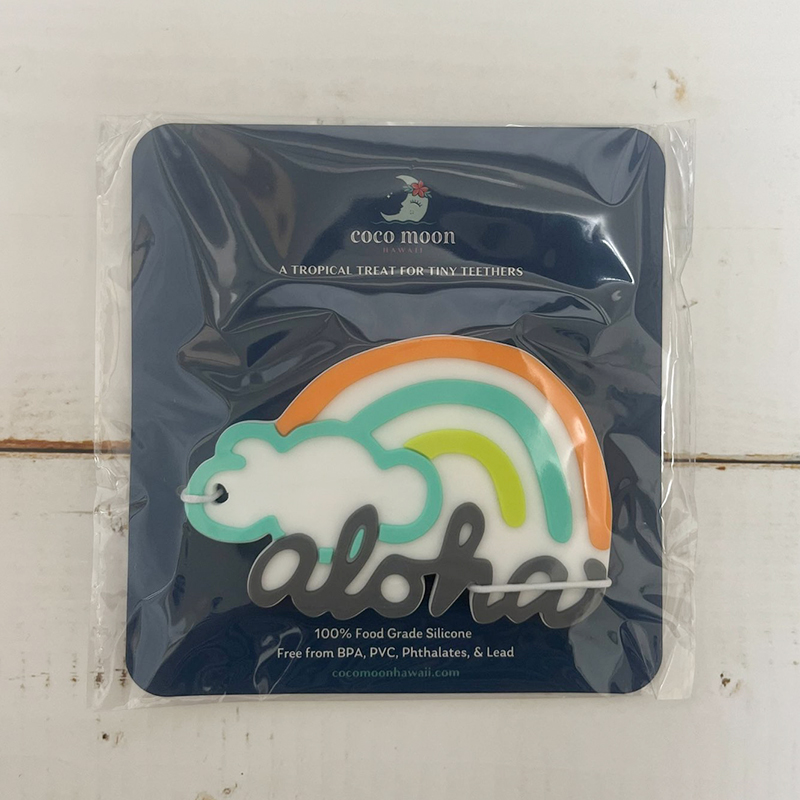 coco moon
HAWAII
A TROPICAL TREAT FOR TINY TEETHERS
aloha
100% Food Grade Silicone
Free from BPA, PVC, Phthalates, & Lead
cocomoonhawaii.com